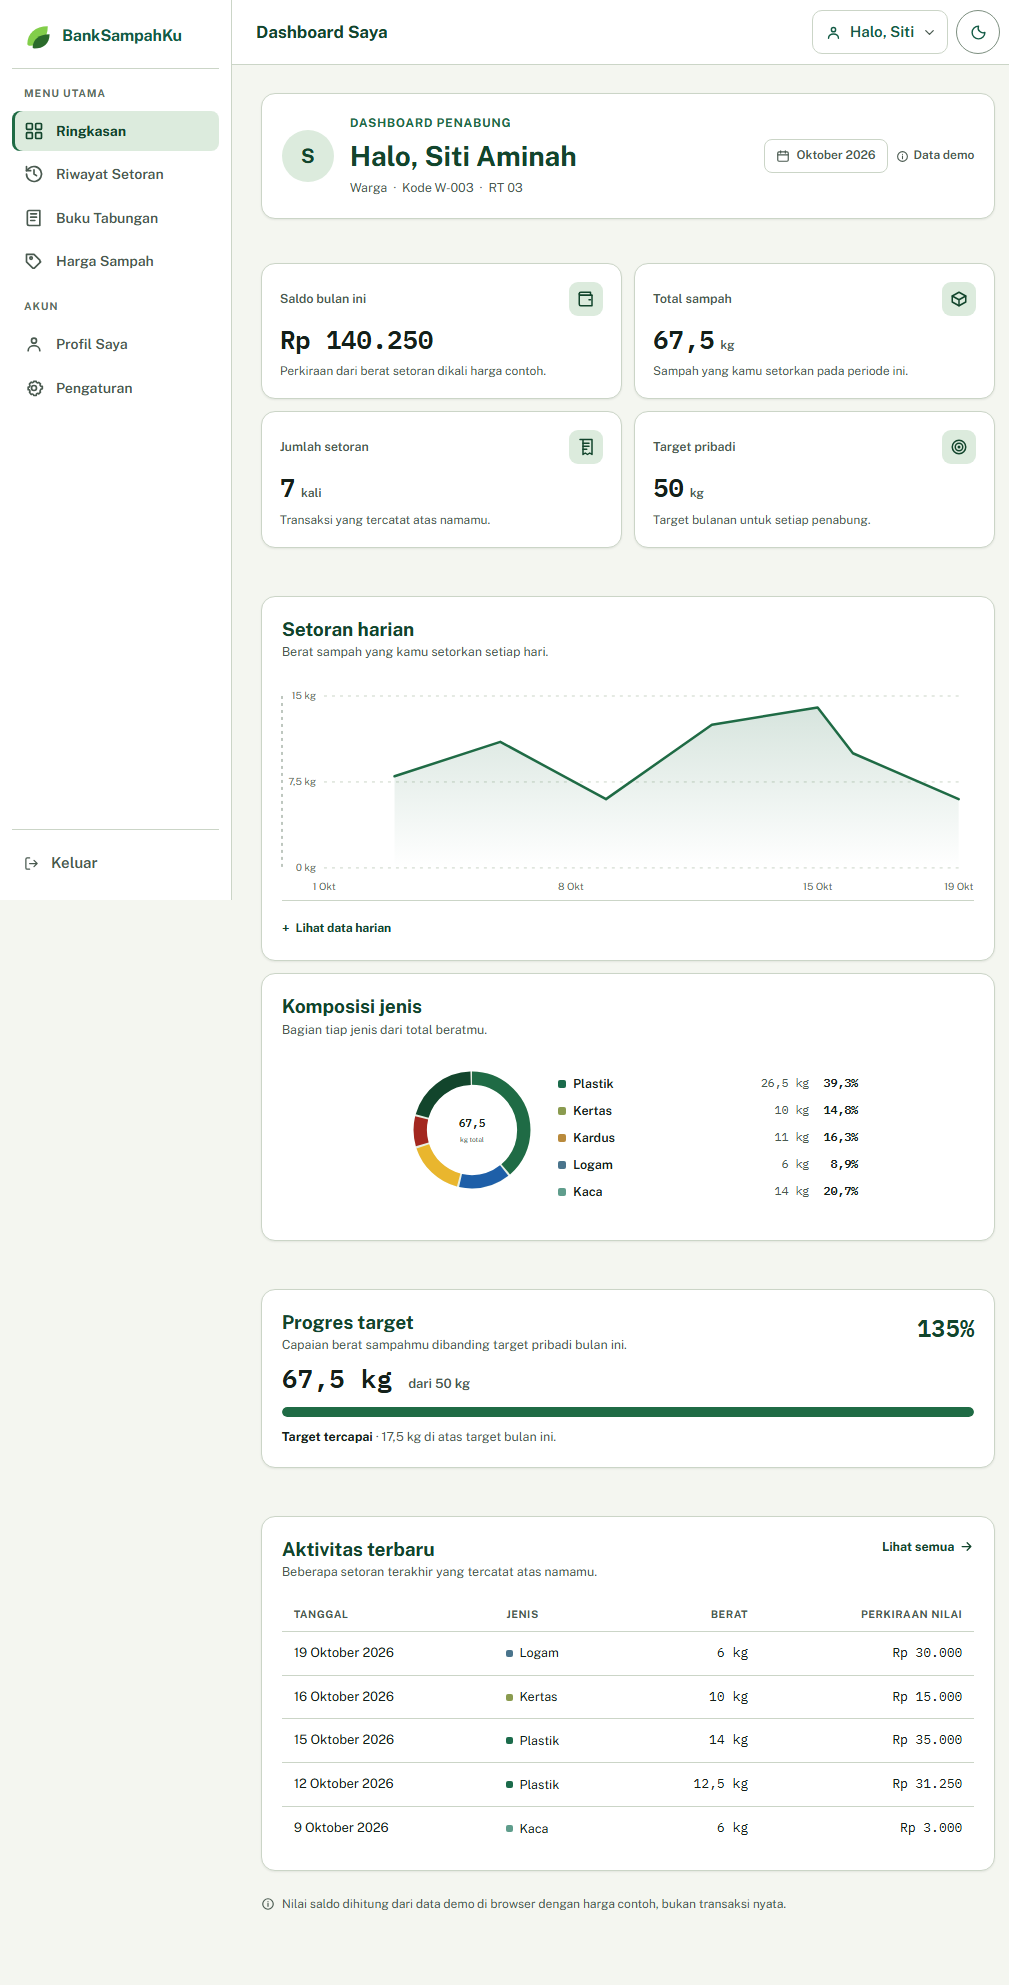 BankSampahKu
MENU UTAMA
Ringkasan
Riwayat Setoran
Buku Tabungan
Harga Sampah
AKUN
Profil Saya
Pengaturan
Keluar
Dashboard Saya
Halo, Siti
S
DASHBOARD PENABUNG
Halo, Siti Aminah
Warga · Kode W-003 · RT 03
Oktober 2026
Data demo
Saldo bulan ini
Rp 140.250
Perkiraan dari berat setoran dikali harga contoh.
Total sampah
67,5 kg
Sampah yang kamu setorkan pada periode ini.
Jumlah setoran
7 kali
Transaksi yang tercatat atas namamu.
Target pribadi
50 kg
Target bulanan untuk setiap penabung.
Setoran harian
Berat sampah yang kamu setorkan setiap hari.
15 kg
7.5 kg
0 kg
1 Okt 8 Okt 15 Okt 19 Okt
+ Lihat data harian
Komposisi jenis
Bagian tiap jenis dari total beratmu.
67,5
kg total
Plastik 26,5 kg 39,3%
Kertas 10 kg 14,8%
Kardus 11 kg 16,3%
Logam 6 kg 8,9%
Kaca 14 kg 20,7%
Progres target
Capaian berat sampahmu dibanding target pribadi bulan ini.
135%
67,5 kg dari 50 kg
Target tercapai · 17,5 kg di atas target bulan ini.
Aktivitas terbaru
Beberapa setoran terakhir yang tercatat atas namamu.
Lihat semua →
TANGGAL JENIS BERAT PERKIRAAN NILAI
19 Oktober 2026 Logam 6 kg Rp 30.000
16 Oktober 2026 Kertas 10 kg Rp 15.000
15 Oktober 2026 Plastik 14 kg Rp 35.000
12 Oktober 2026 Plastik 12,5 kg Rp 31.250
9 Oktober 2026 Kaca 6 kg Rp 3.000
Nilai saldo dihitung dari data demo di browser dengan harga contoh, bukan transaksi nyata.